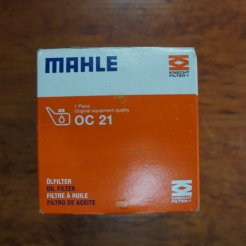 MAHLE
KNECHT
FILTER
1 Piece
Original equipment quality
OC 21
ÖLFILTER
OIL FILTER
FILTRE À HUILE
FILTRO DE ACEITE
KNECHT
FILTER